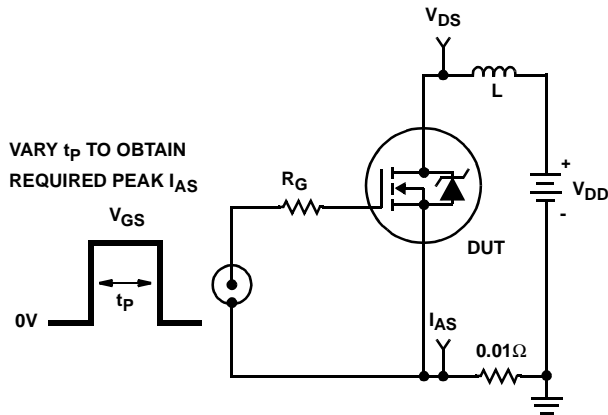 V_DS
L
VARY t_P TO OBTAIN
REQUIRED PEAK I_AS
R_G
+
V_DD
-
V_GS
DUT
t_P
0V
I_AS
0.01Ω